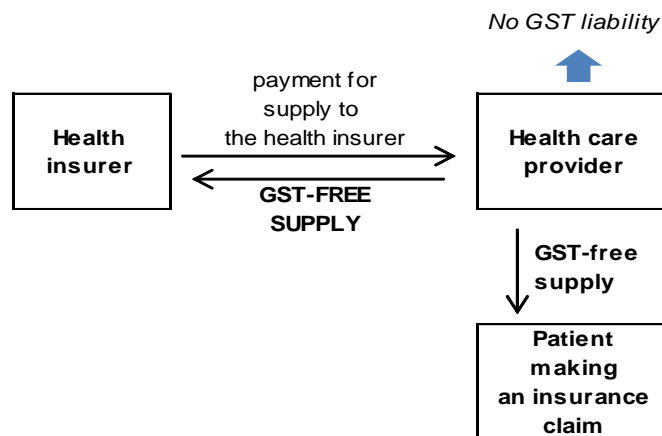 No GST liability
payment for
supply to
the health insurer
Health
insurer
Health care
provider
GST-FREE
SUPPLY
GST-free
supply
Patient
making
an insurance
claim